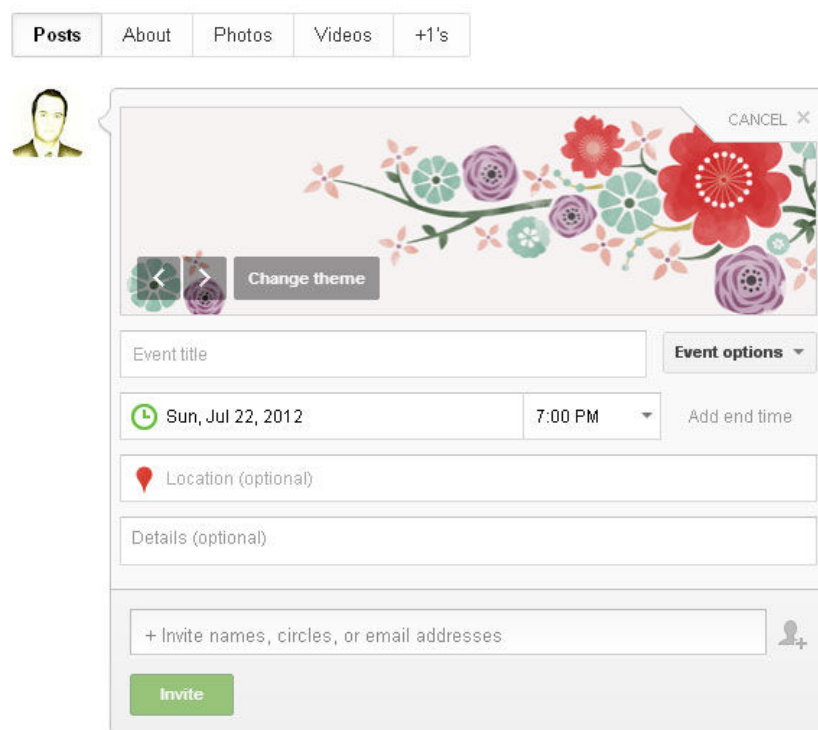 Posts About Photos Videos +1's
CANCEL ×
Change theme
Event title Event options
Sun, Jul 22, 2012 7:00 PM Add end time
Location (optional)
Details (optional)
+ Invite names, circles, or email addresses
Invite